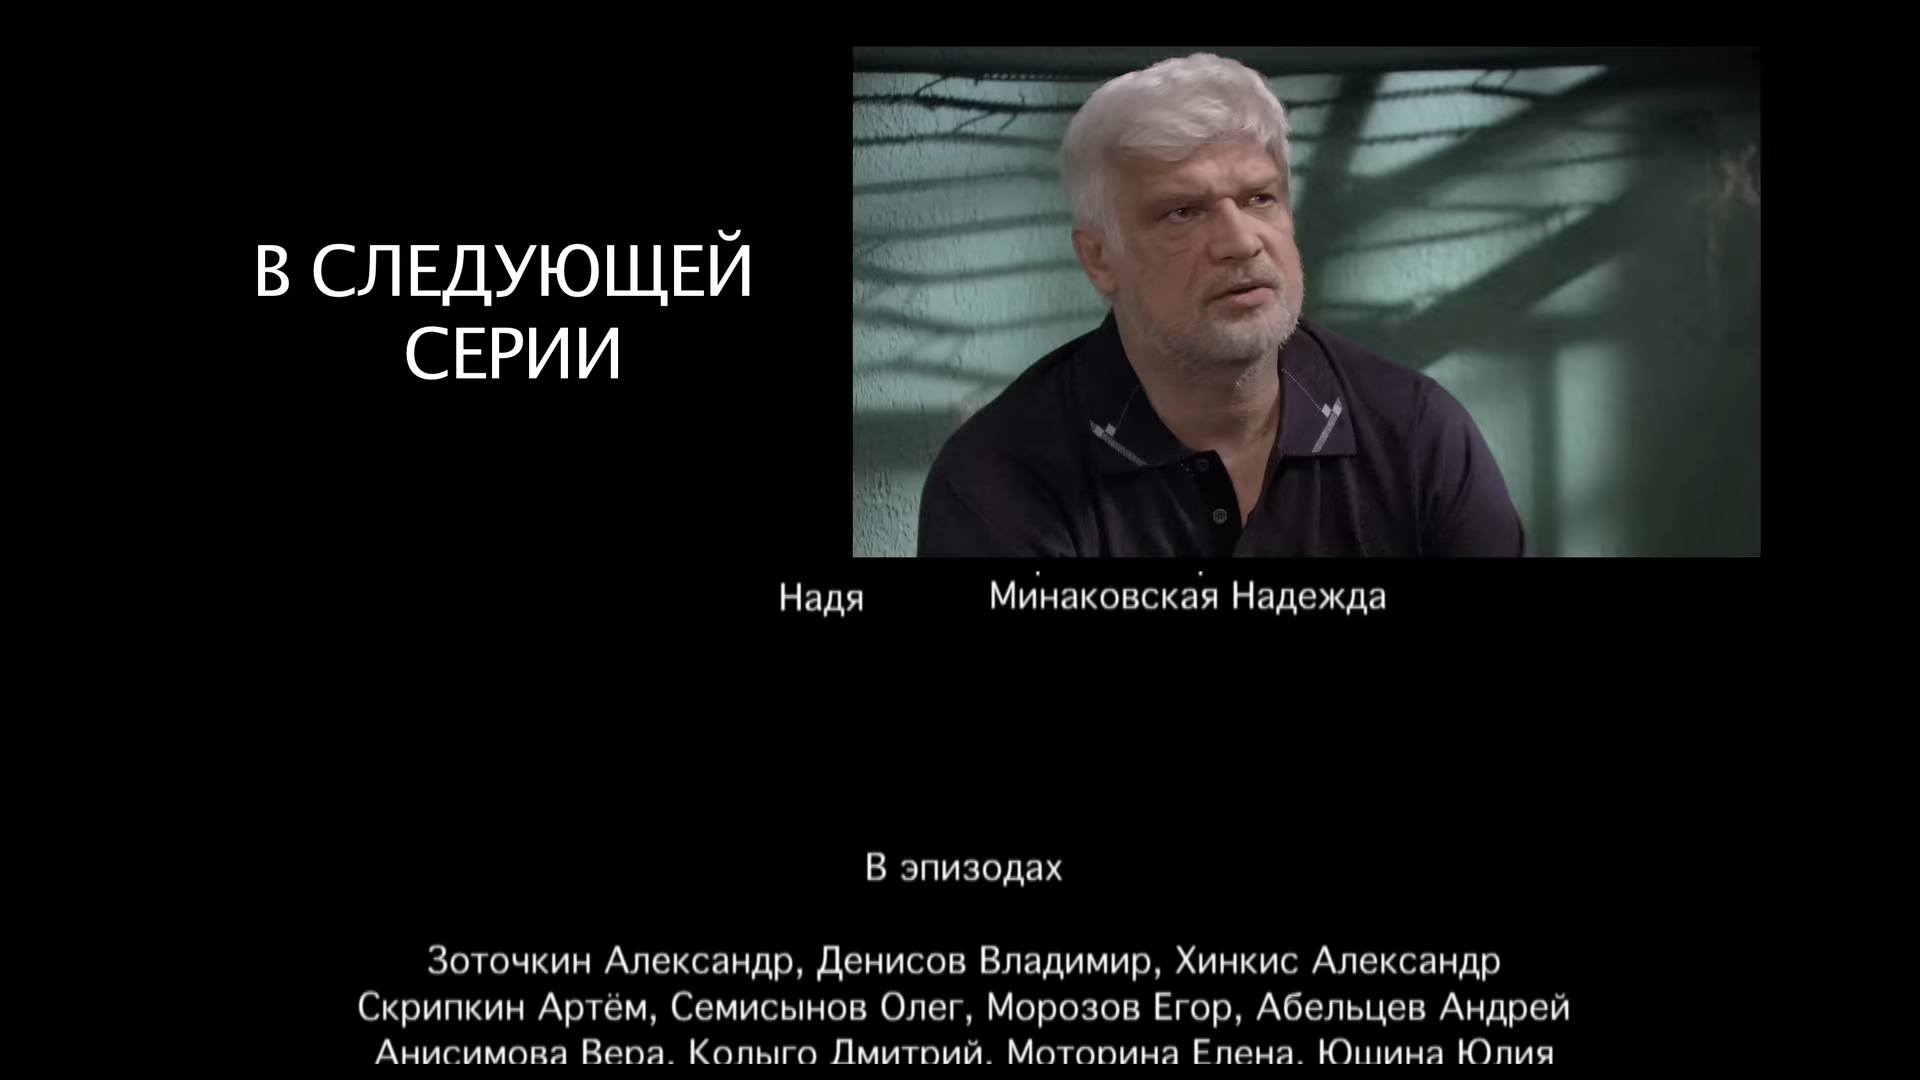 В СЛЕДУЮЩЕЙ
СЕРИИ
Надя Минаковская Надежда
В эпизодах
Зоточкин Александр, Денисов Владимир, Хинкис Александр
Скрипкин Артём, Семисынов Олег, Морозов Егор, Абельцев Андрей
Анисимова Вера, Колыго Дмитрий, Моторина Елена, Юшина Юлия